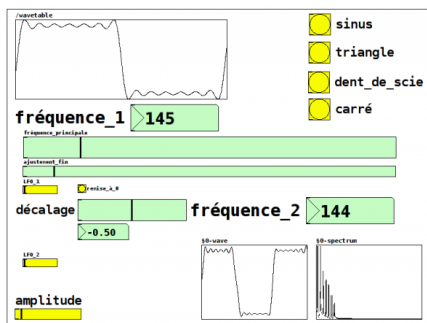 /wavetable
sinus
triangle
dent_de_scie
carré
fréquence_1 145
fréquence_principale
ajustement_fin
LFO_1
remise_à_0
décalage
fréquence_2 144
-0.50
LFO_2
$0-wave
$0-spectrum
amplitude